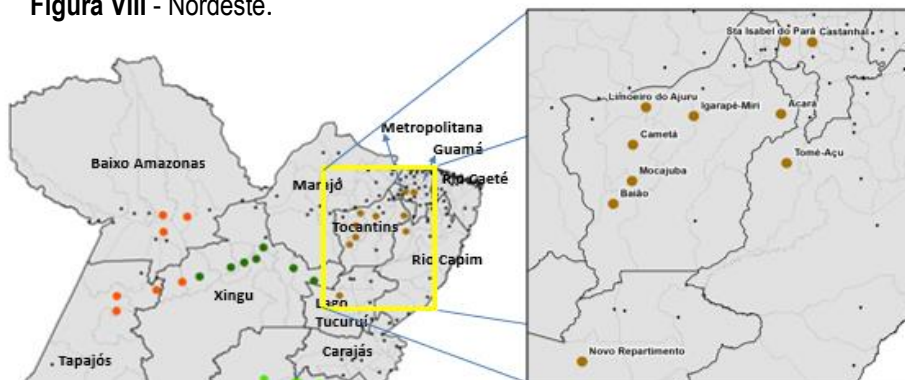 Figura VIII - Nordeste.
Baixo Amazonas
Metropolitana
Guamá
Marajó
Rio Caeté
Tocantins
Rio Capim
Xingu
Lago
Tucuruí
Carajás
Tapajós
Sta Isabel do Pará
Castanhal
Limoeiro do Ajuru
Igarapé-Miri
Acará
Cametá
Tomé-Açu
Mocajuba
Baião
Novo Repartimento